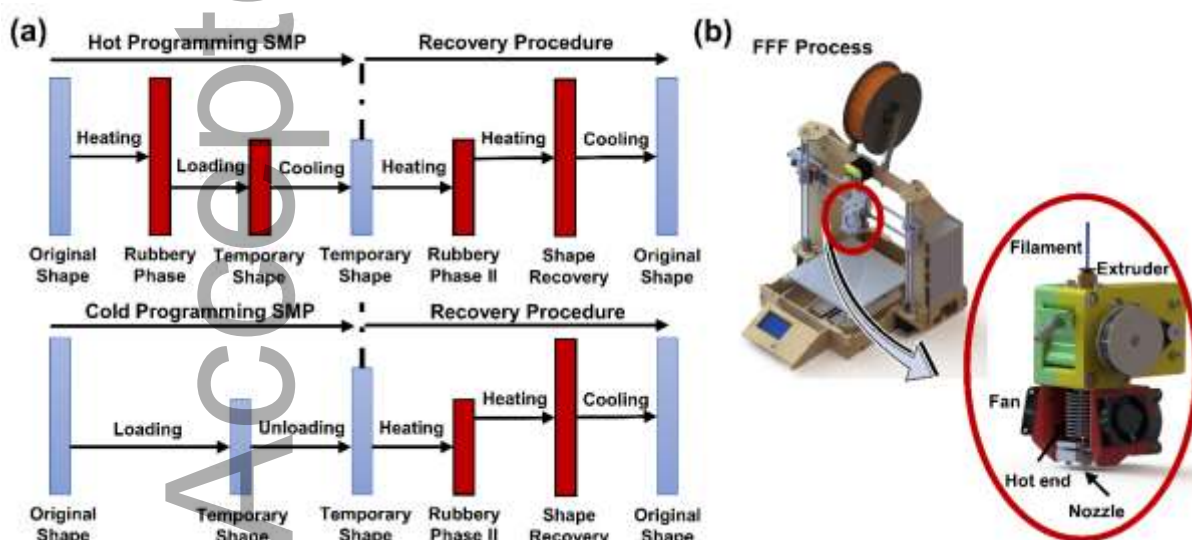 (a)
Hot Programming SMP
Recovery Procedure
Heating
Loading
Cooling
Heating
Heating
Cooling
Original
Shape
Rubbery
Phase
Temporary
Shape
Temporary
Shape
Rubbery
Phase II
Shape
Recovery
Original
Shape
Cold Programming SMP
Recovery Procedure
Loading
Unloading
Heating
Heating
Cooling
Original
Shape
Temporary
Shape
Temporary
Shape
Rubbery
Phase II
Shape
Recovery
Original
Shape
(b)
FFF Process
Filament
Extruder
Fan
Hot end
Nozzle
Accept